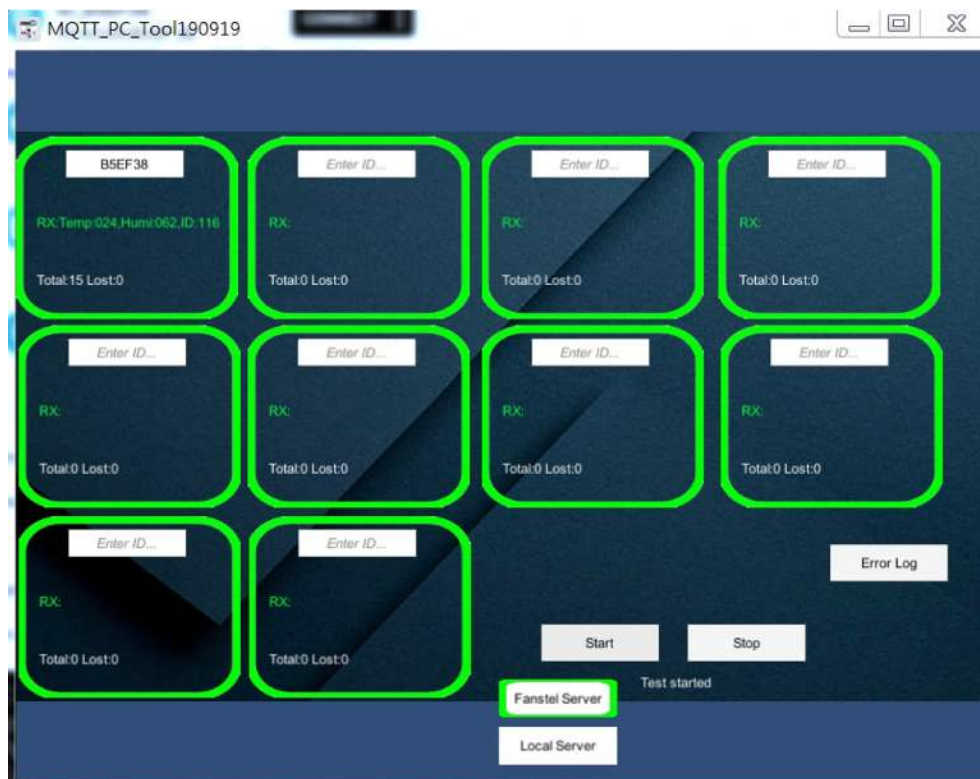 MQTT_PC_Tool190919
B5EF38
Enter ID...
Enter ID...
Enter ID...
RX:Temp:024,Humi:062,ID:116
RX:
RX:
RX:
Total:15 Lost:0
Total:0 Lost:0
Total:0 Lost:0
Total:0 Lost:0
Enter ID...
Enter ID...
Enter ID...
Enter ID...
RX:
RX:
RX:
RX:
Total:0 Lost:0
Total:0 Lost:0
Total:0 Lost:0
Total:0 Lost:0
Enter ID...
Enter ID...
Error Log
RX:
RX:
Start
Stop
Total:0 Lost:0
Total:0 Lost:0
Test started
Fanstel Server
Local Server